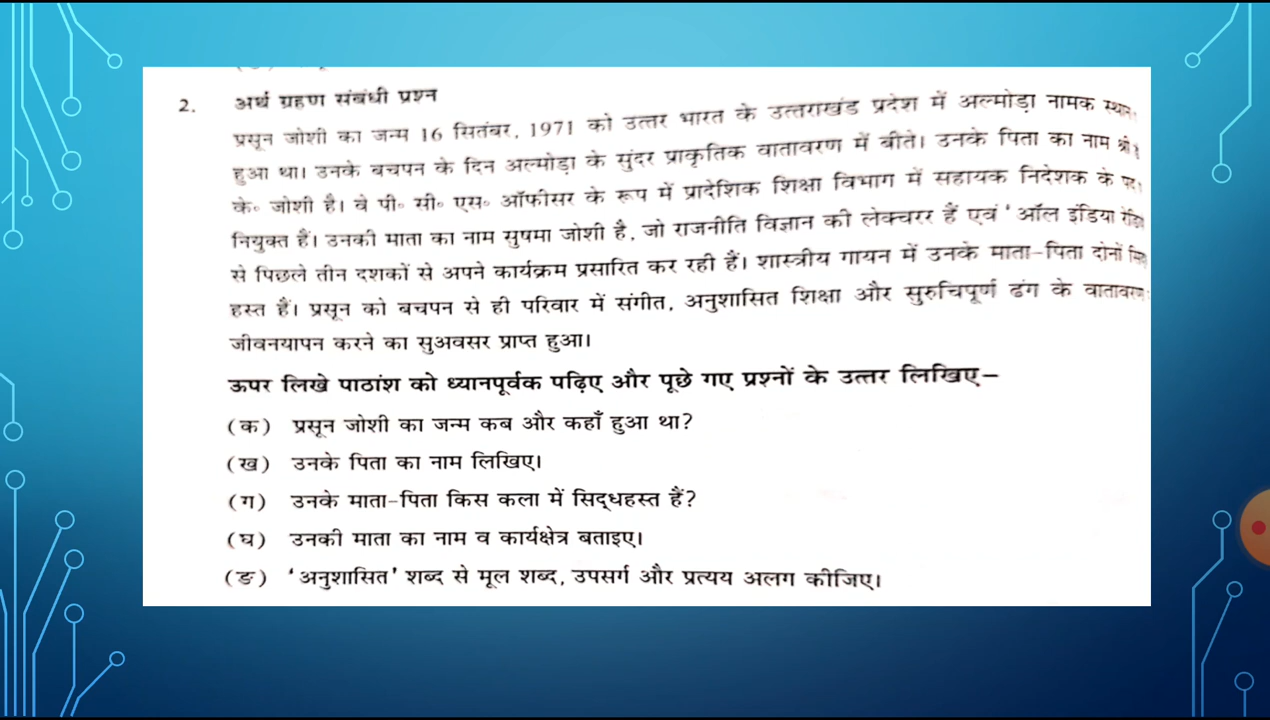 2. अर्थ ग्रहण संबंधी प्रश्न
प्रसून जोशी का जन्म 16 सितंबर, 1971 को उत्तर भारत के उत्तराखंड प्रदेश में अल्मोड़ा नामक
हुआ था। उनके बचपन के दिन अल्मोड़ा के सुंदर प्राकृतिक वातावरण में बीते। उनके पिता का नाम श्री
के॰ जोशी है। वे पी॰ सी॰ एस॰ ऑफीसर के रूप में प्रादेशिक शिक्षा विभाग में सहायक निदेशक के
नियुक्त हैं। उनकी माता का नाम सुषमा जोशी है, जो राजनीति विज्ञान की लेक्चरर हैं एवं 'ऑल इंडिया
से पिछले तीन दशकों से अपने कार्यक्रम प्रसारित कर रही हैं। शास्त्रीय गायन में उनके माता-पिता दोनों
हस्त हैं। प्रसून को बचपन से ही परिवार में संगीत, अनुशासित शिक्षा और सुरुचिपूर्ण ढंग के वातावरण
जीवनयापन करने का सुअवसर प्राप्त हुआ।
ऊपर लिखे पाठांश को ध्यानपूर्वक पढ़िए और पूछे गए प्रश्नों के उत्तर लिखिए–
(क) प्रसून जोशी का जन्म कब और कहाँ हुआ था?
(ख) उनके पिता का नाम लिखिए।
(ग) उनके माता-पिता किस कला में सिद्धहस्त हैं?
(घ) उनकी माता का नाम व कार्यक्षेत्र बताइए।
(ङ) 'अनुशासित' शब्द से मूल शब्द, उपसर्ग और प्रत्यय अलग कीजिए।